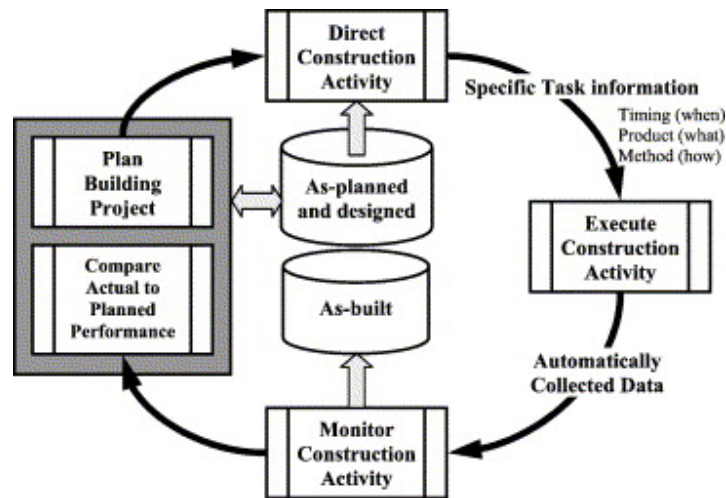 Direct
Construction
Activity
Specific Task information
Timing (when)
Product (what)
Method (how)
Plan
Building
Project
As-planned
and designed
Execute
Construction
Activity
Compare
Actual to
Planned
Performance
As-built
Automatically
Collected Data
Monitor
Construction
Activity